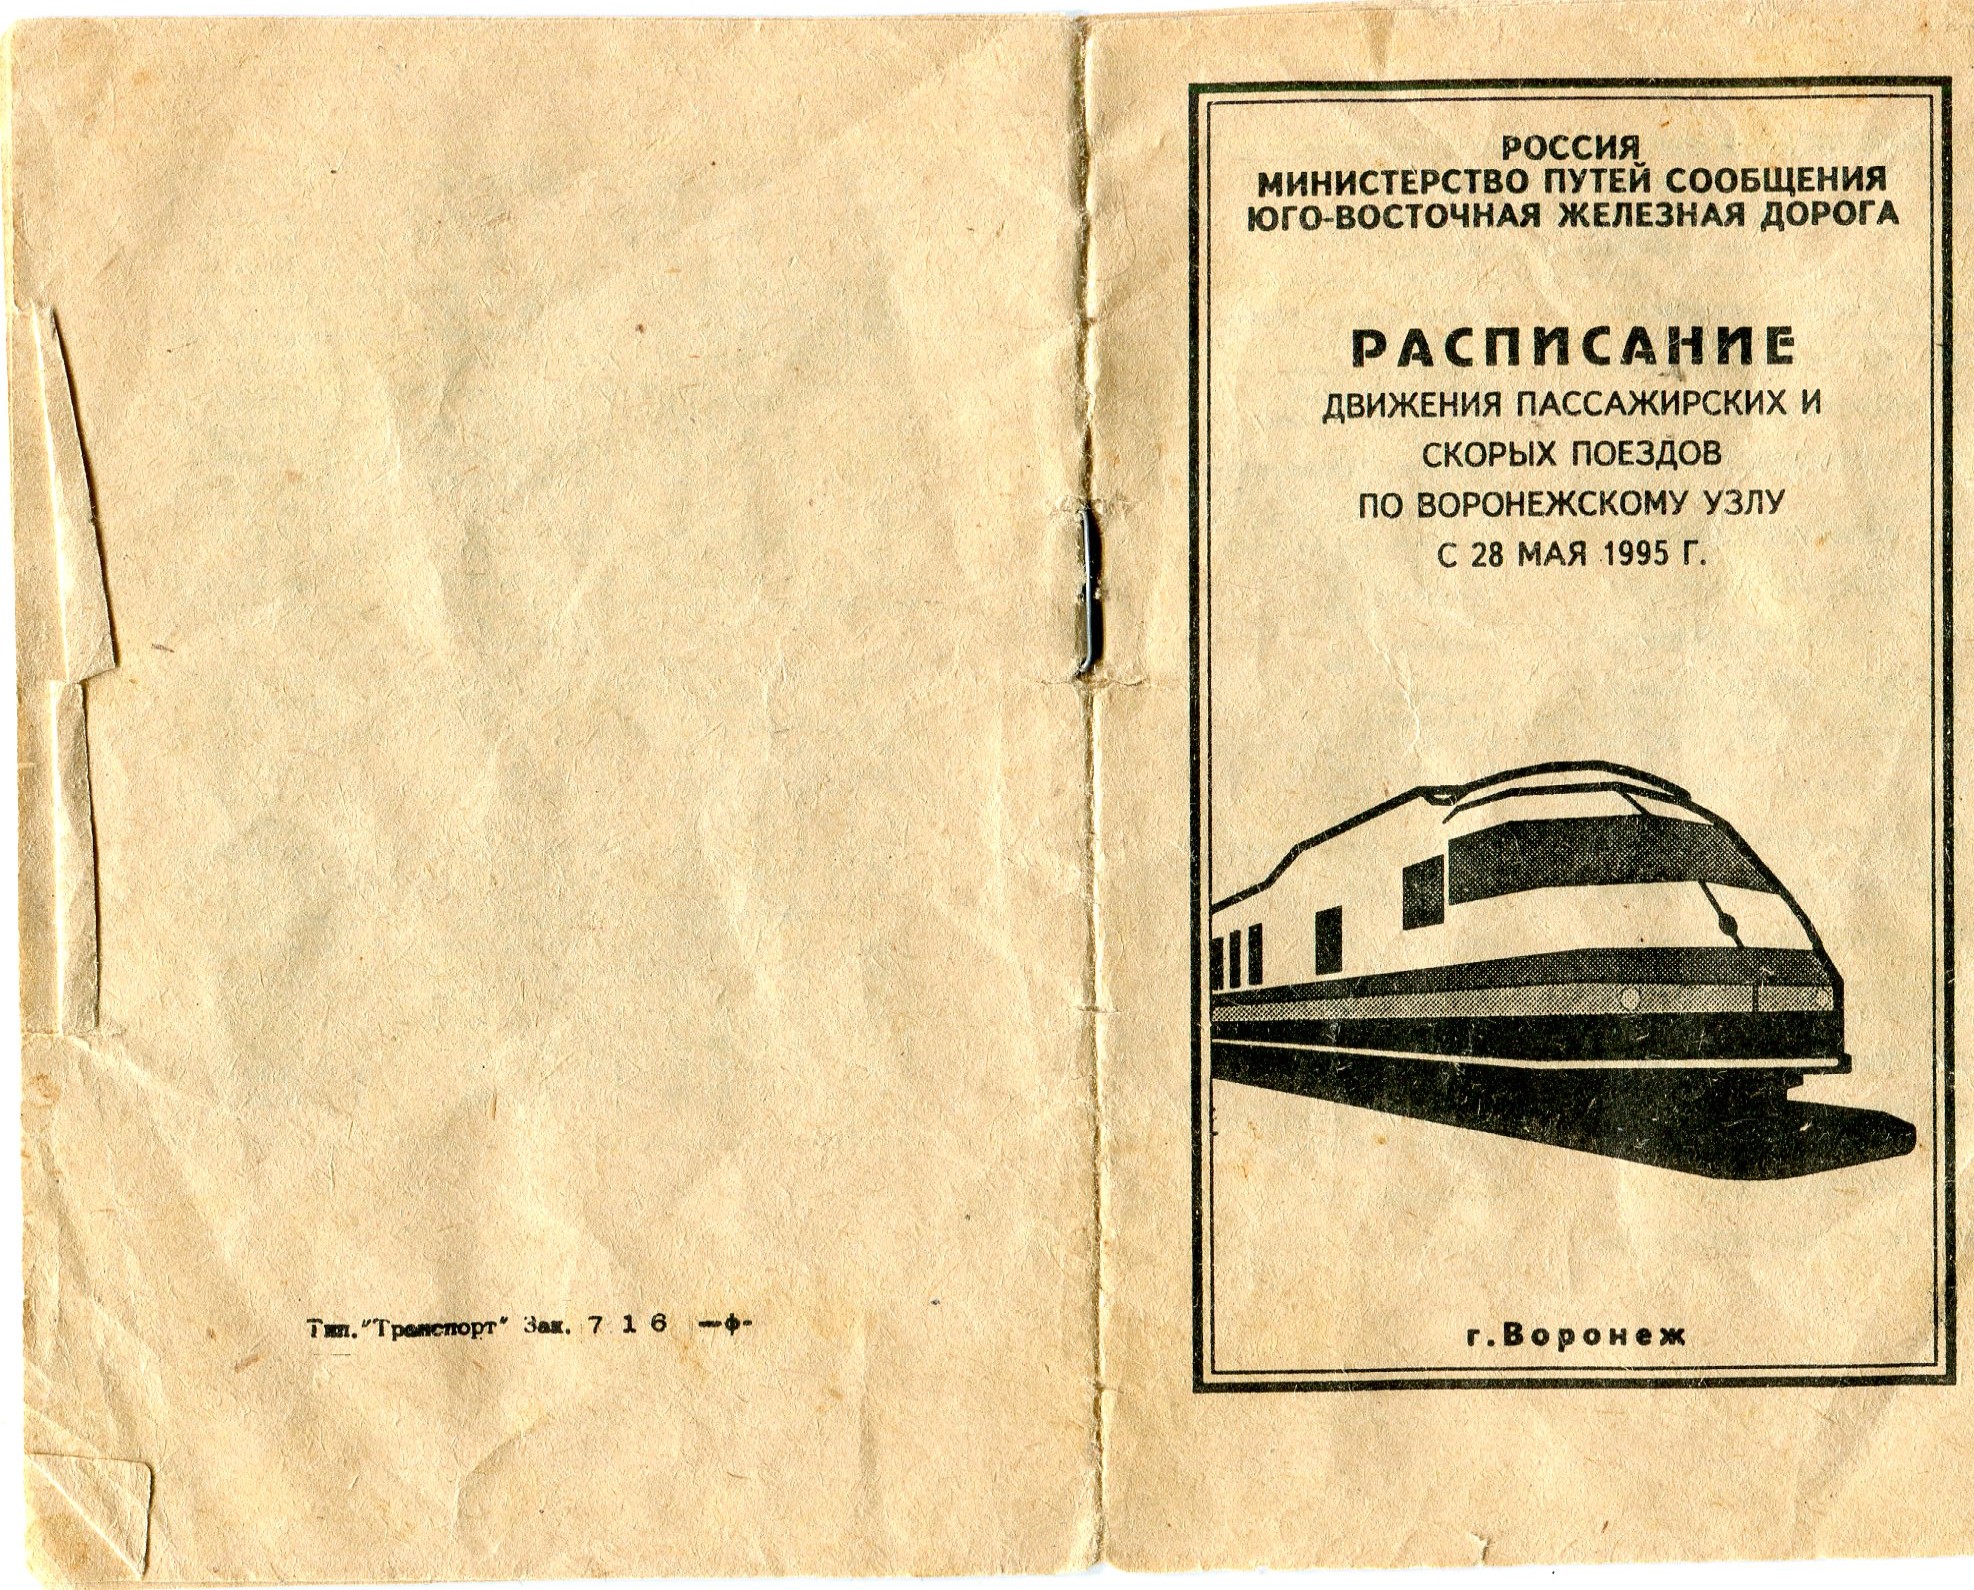 Тип."Транспорт" Зак. 7 1 6 -ф-
РОССИЯ
МИНИСТЕРСТВО ПУТЕЙ СООБЩЕНИЯ
ЮГО-ВОСТОЧНАЯ ЖЕЛЕЗНАЯ ДОРОГА
РАСПИСАНИЕ
ДВИЖЕНИЯ ПАССАЖИРСКИХ И
СКОРЫХ ПОЕЗДОВ
ПО ВОРОНЕЖСКОМУ УЗЛУ
С 28 МАЯ 1995 Г.
г.Воронеж